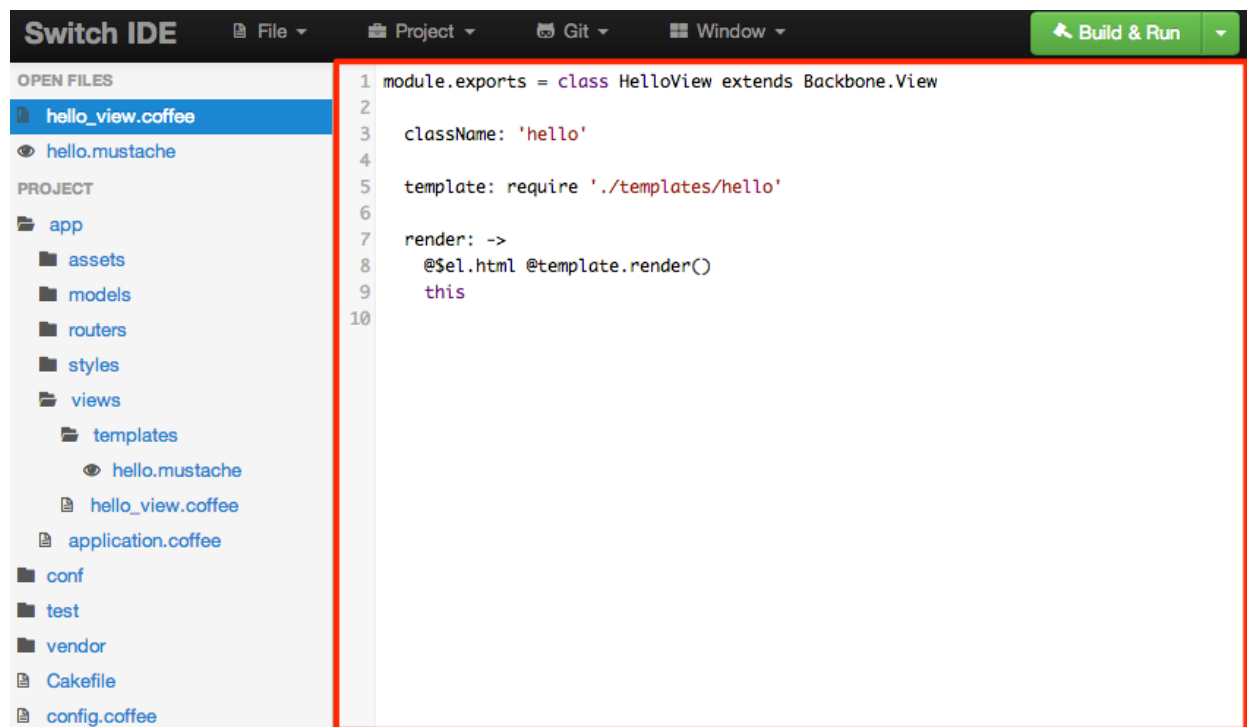 Switch IDE File Project Git Window Build & Run
OPEN FILES
hello_view.coffee
hello.mustache
PROJECT
app
assets
models
routers
styles
views
templates
hello.mustache
hello_view.coffee
application.coffee
conf
test
vendor
Cakefile
config.coffee
1 module.exports = class HelloView extends Backbone.View
2
3 className: 'hello'
4
5 template: require './templates/hello'
6
7 render: ->
8 @$el.html @template.render()
9 this
10